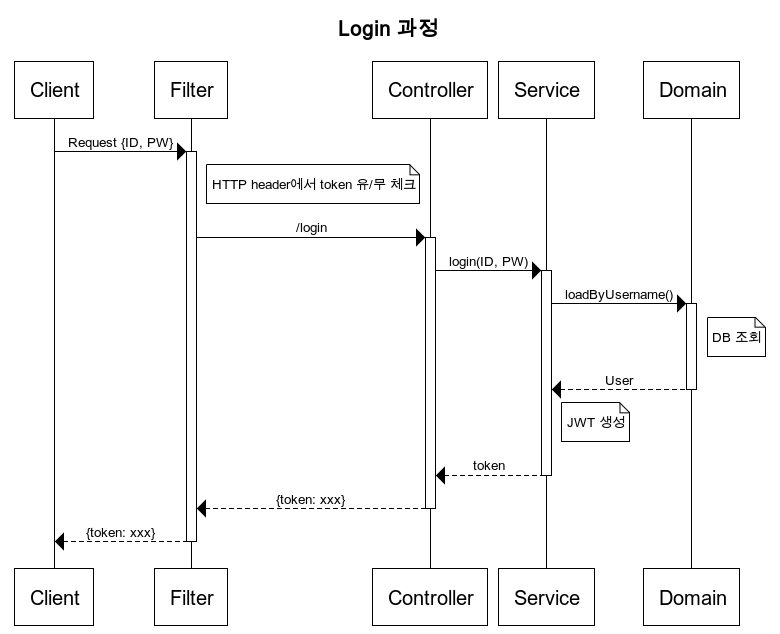 Login 과정
Client
Filter
Controller
Service
Domain
Request {ID, PW}
HTTP header에서 token 유/무 체크
/login
login(ID, PW)
loadByUsername()
DB 조회
User
JWT 생성
token
{token: xxx}
{token: xxx}
Client
Filter
Controller
Service
Domain